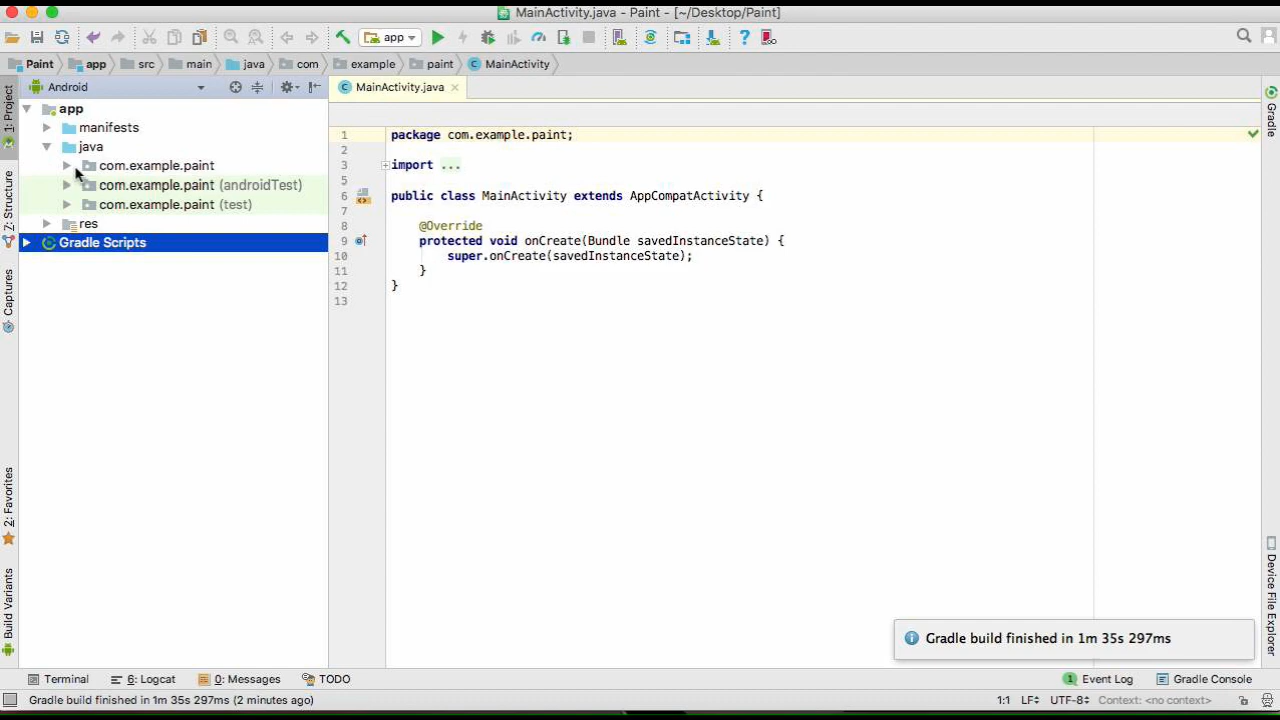 MainActivity.java - Paint - [~/Desktop/Paint]
app
Paint app src main java com example paint MainActivity
Android
MainActivity.java
1: Project
Z: Structure
Captures
2: Favorites
Build Variants
app
manifests
java
com.example.paint
com.example.paint (androidTest)
com.example.paint (test)
res
Gradle Scripts
1 package com.example.paint;
2
3 import ...
5
6 public class MainActivity extends AppCompatActivity {
7
8 @Override
9 protected void onCreate(Bundle savedInstanceState) {
10 super.onCreate(savedInstanceState);
11 }
12 }
13
Gradle
Device File Explorer
Gradle build finished in 1m 35s 297ms
Terminal 6: Logcat 0: Messages TODO 1 Event Log Gradle Console
Gradle build finished in 1m 35s 297ms (2 minutes ago) 1:1 LF UTF-8 Context: <no context>